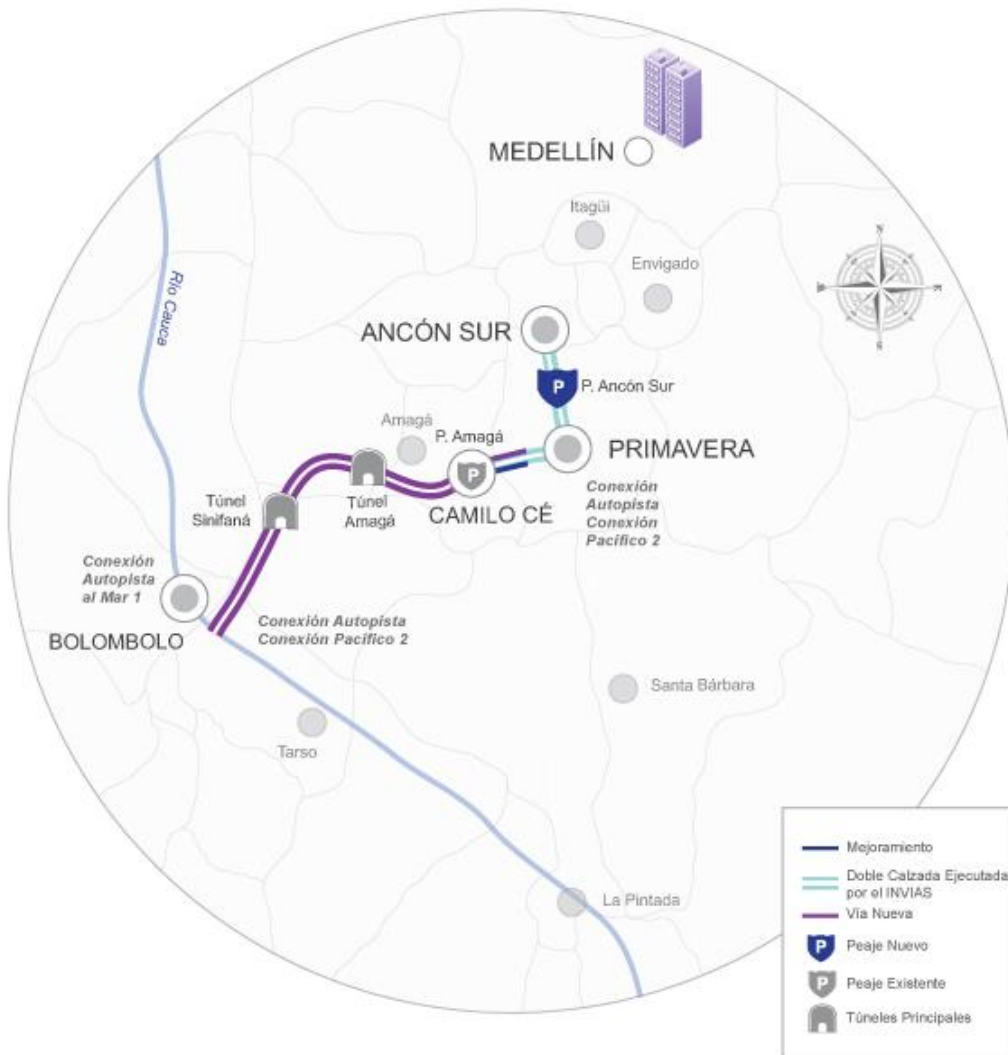 MEDELLÍN
Itagüi
Envigado
Río Cauca
ANCÓN SUR
P
P. Ancón Sur
Amagá
P. Amagá
PRIMAVERA
P
CAMILO CÉ
Conexión
Autopista
Conexión
Pacífico 2
Túnel
Sinifaná
Túnel
Amagá
Conexión
Autopista
al Mar 1
BOLOMBOLO
Conexión Autopista
Conexión Pacífico 2
Santa Bárbara
Tarso
La Pintada
Mejoramiento
Doble Calzada Ejecutada
por el INVIAS
Vía Nueva
P
Peaje Nuevo
P
Peaje Existente
Túneles Principales